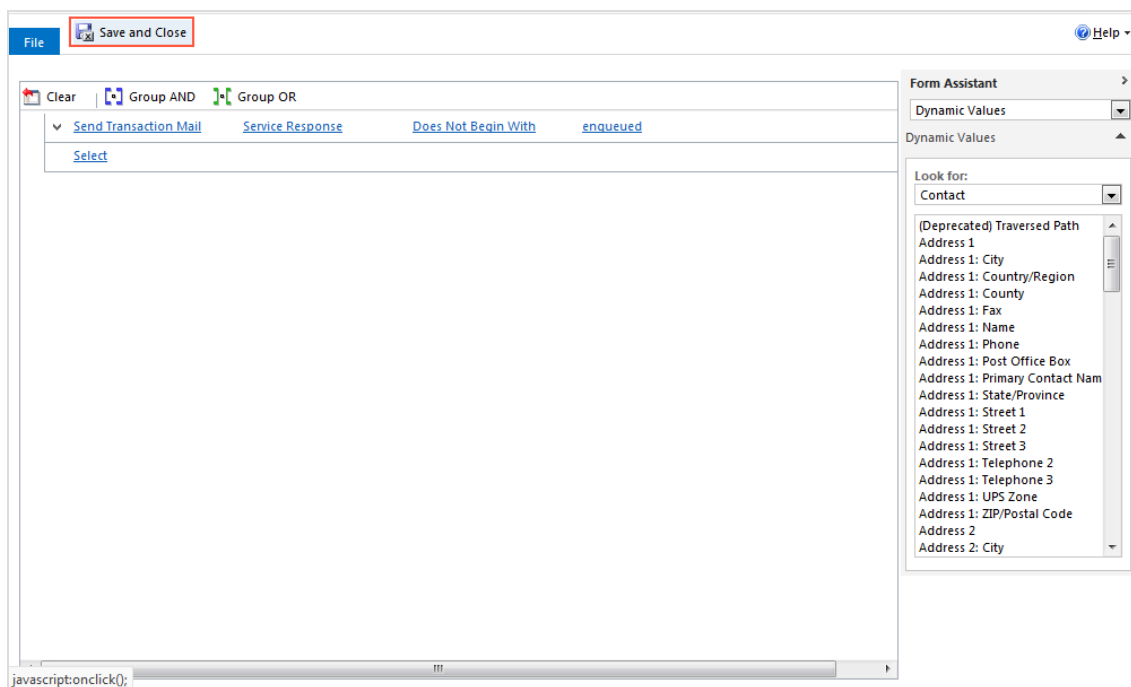 File
Save and Close
Help
Clear | Group AND Group OR
Send Transaction Mail Service Response Does Not Begin With enqueued
Select
Form Assistant
Dynamic Values
Dynamic Values
Look for:
Contact
(Deprecated) Traversed Path
Address 1
Address 1: City
Address 1: Country/Region
Address 1: County
Address 1: Fax
Address 1: Name
Address 1: Phone
Address 1: Post Office Box
Address 1: Primary Contact Nam
Address 1: State/Province
Address 1: Street 1
Address 1: Street 2
Address 1: Street 3
Address 1: Telephone 2
Address 1: Telephone 3
Address 1: UPS Zone
Address 1: ZIP/Postal Code
Address 2
Address 2: City
javascript:onclick();